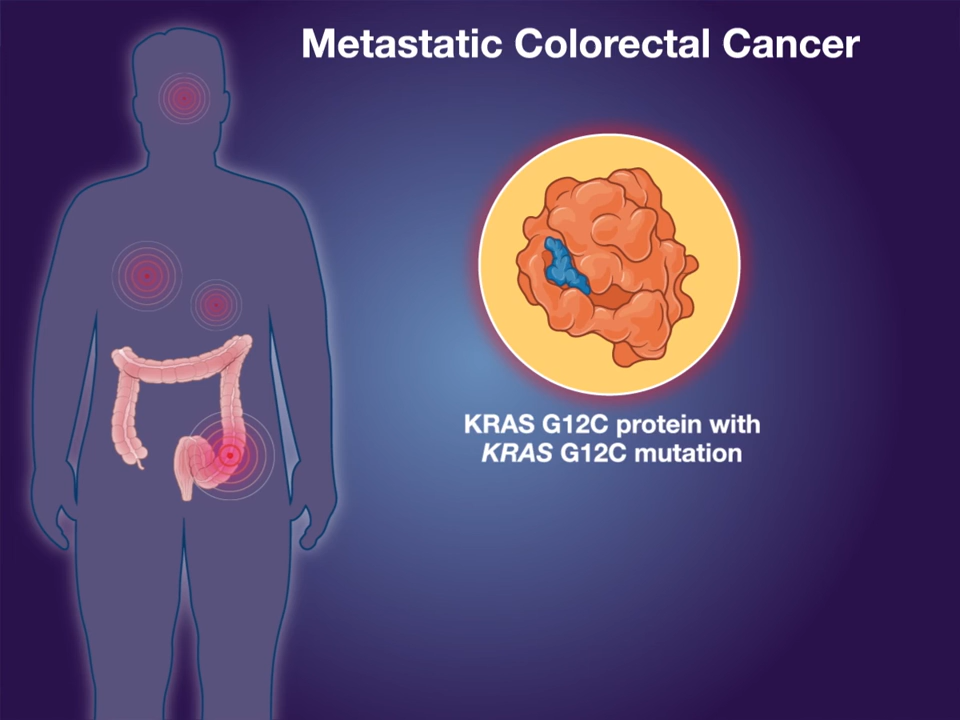 Metastatic Colorectal Cancer
KRAS G12C protein with
KRAS G12C mutation